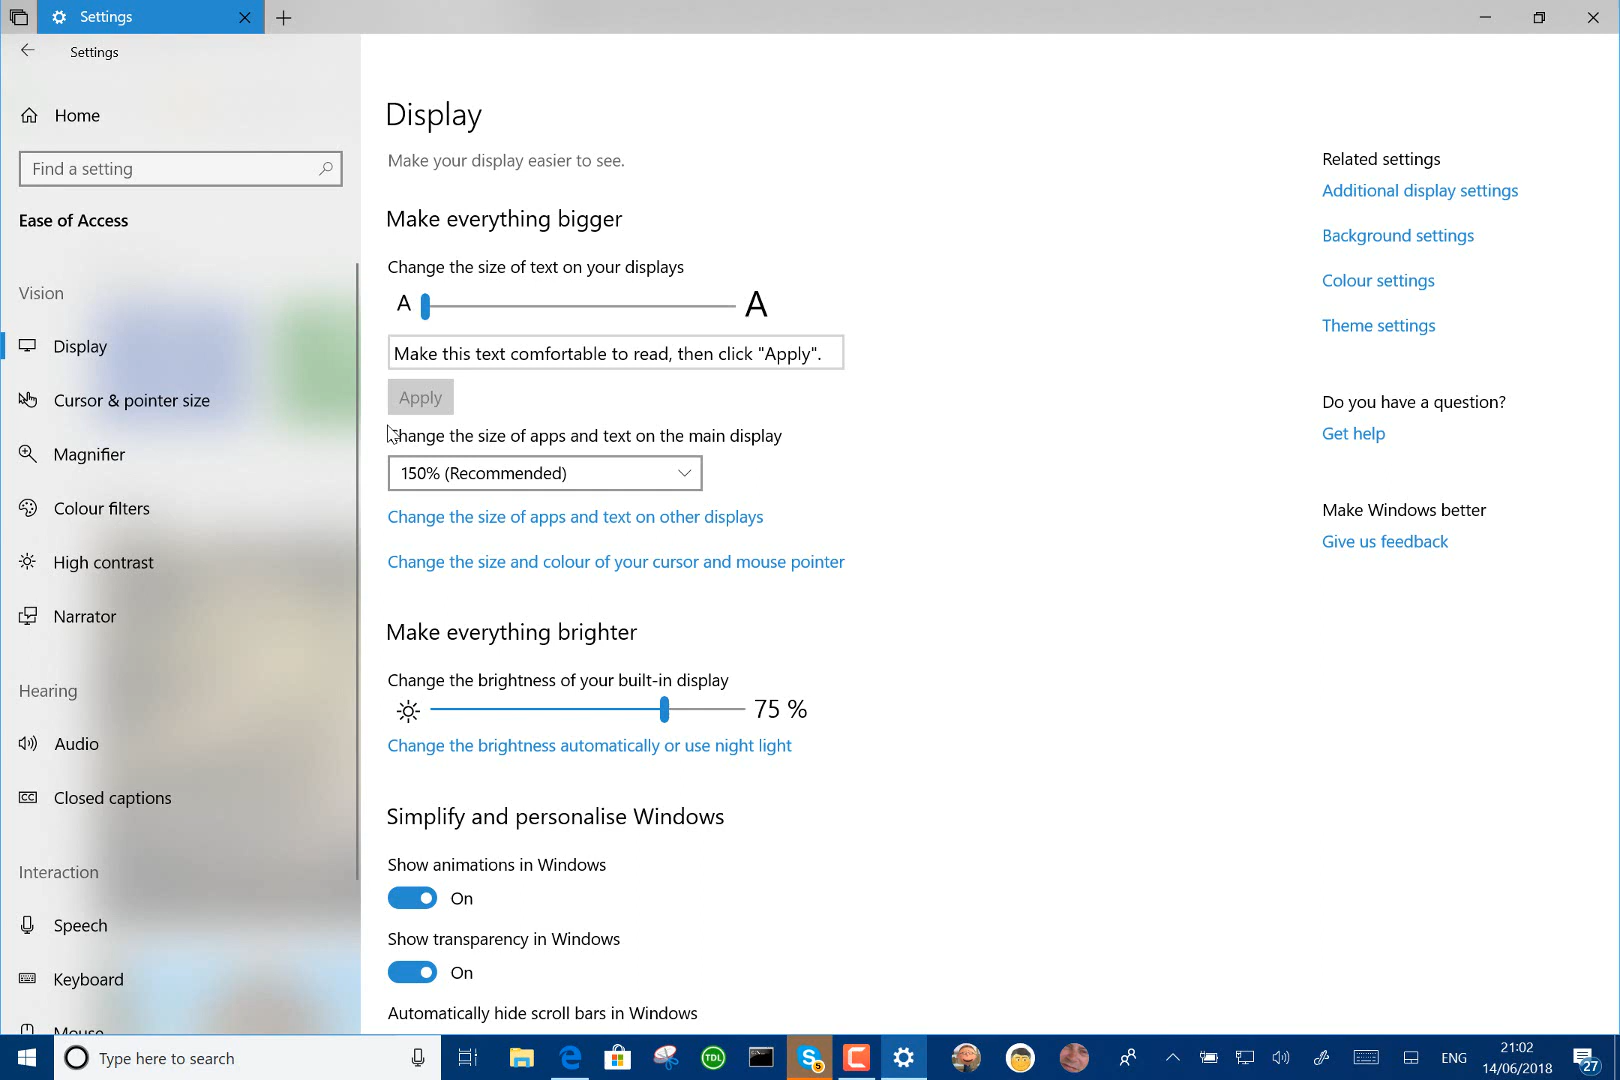 Settings
Settings
Home
Find a setting
Ease of Access
Vision
Display
Cursor & pointer size
Magnifier
Colour filters
High contrast
Narrator
Hearing
Audio
CC Closed captions
Interaction
Speech
Keyboard
Mouse
Display
Make your display easier to see.
Make everything bigger
Change the size of text on your displays
A A
Make this text comfortable to read, then click "Apply".
Apply
Change the size of apps and text on the main display
150% (Recommended)
Change the size of apps and text on other displays
Change the size and colour of your cursor and mouse pointer
Make everything brighter
Change the brightness of your built-in display
75 %
Change the brightness automatically or use night light
Simplify and personalise Windows
Show animations in Windows
On
Show transparency in Windows
On
Automatically hide scroll bars in Windows
Related settings
Additional display settings
Background settings
Colour settings
Theme settings
Do you have a question?
Get help
Make Windows better
Give us feedback
Type here to search
TDL
S 5
C
ENG
21:02
14/06/2018
27